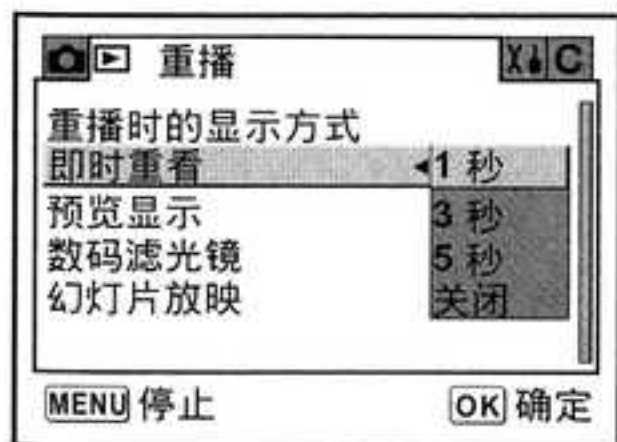 重播 C
重播时的显示方式
即时重看 1 秒
预览显示 3 秒
数码滤光镜 5 秒
幻灯片放映 关闭
MENU 停止 OK 确定